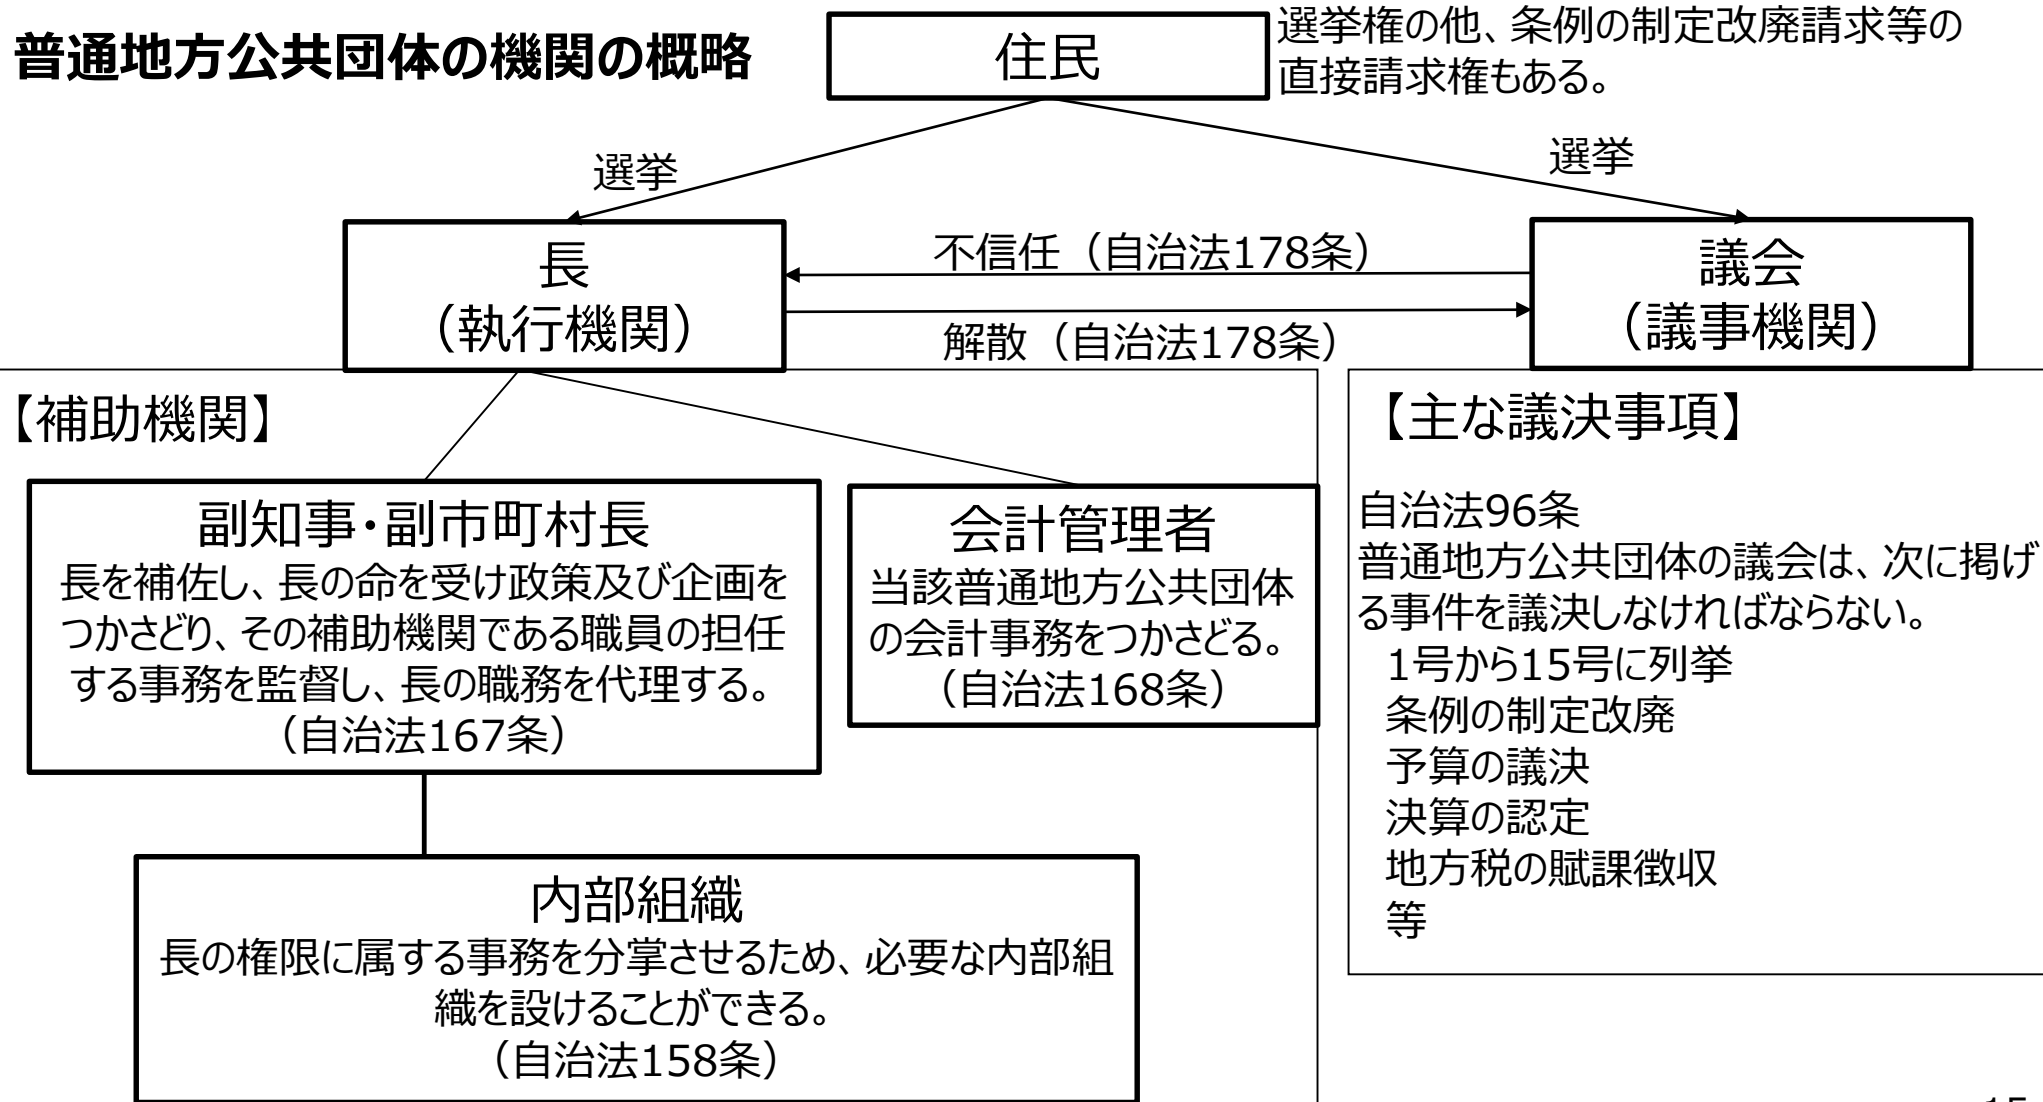 普通地方公共団体の機関の概略
住民
選挙権の他、条例の制定改廃請求等の
直接請求権もある。
選挙
選挙
長
（執行機関）
不信任（自治法178条）
解散（自治法178条）
議会
（議事機関）
【補助機関】
副知事・副市町村長
長を補佐し、長の命を受け政策及び企画を
つかさどり、その補助機関である職員の担任
する事務を監督し、長の職務を代理する。
（自治法167条）
会計管理者
当該普通地方公共団体
の会計事務をつかさどる。
（自治法168条）
内部組織
長の権限に属する事務を分掌させるため、必要な内部組
織を設けることができる。
（自治法158条）
【主な議決事項】
自治法96条
普通地方公共団体の議会は、次に掲げ
る事件を議決しなければならない。
1号から15号に列挙
条例の制定改廃
予算の議決
決算の認定
地方税の賦課徴収
等